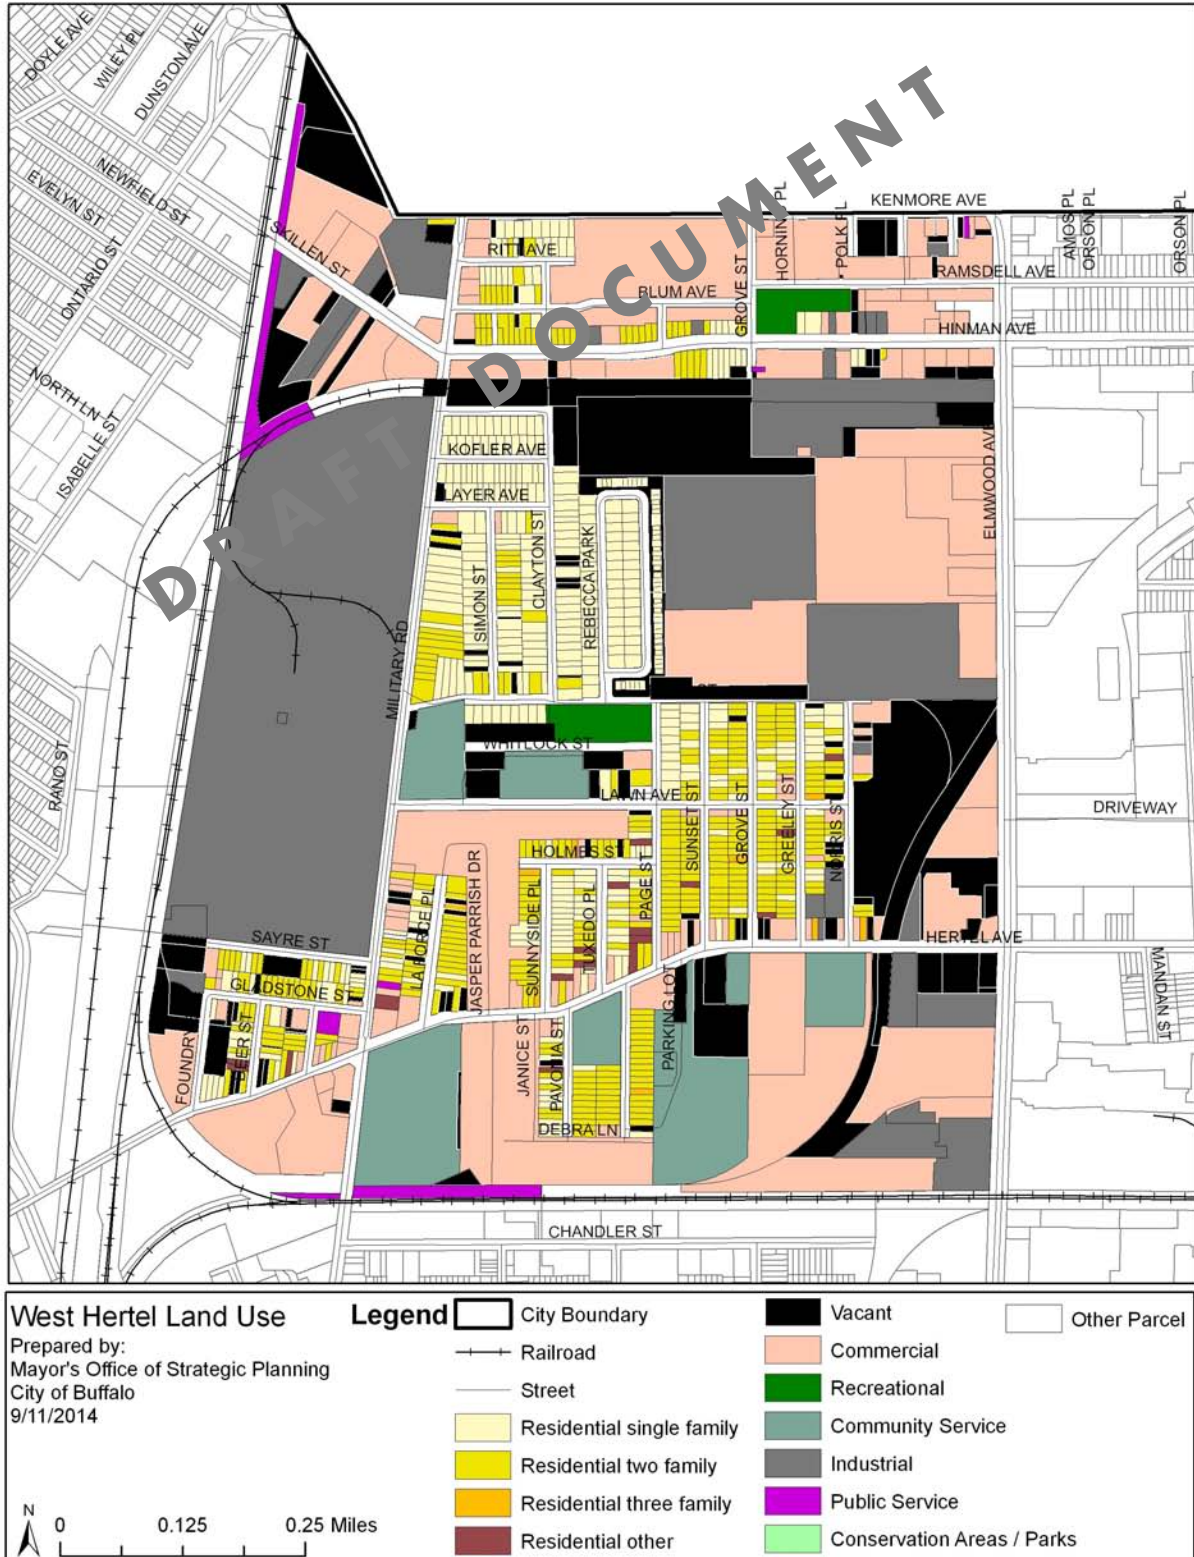 DOYLE AVE
WILEY PL
DUNSTON AVE
NEWFIELD ST
EVELYN ST
ONTARIO ST
SKILLEN ST
NORTH LN
ISABELLE ST
RANO ST
DRAFT DOCUMENT
KENMORE AVE
HORNING PL
POLK PL
AMOS PL
ORSON PL
ORSON PL
RITT AVE
RAMSDELL AVE
BLUM AVE
GROVE ST
HINMAN AVE
KOFLER AVE
LAYER AVE
ELMWOOD AVE
CLAYTON ST
SIMON ST
REBECCA PARK
MILITARY RD
ST
WHITLOCK ST
LAWN AVE
SUNSET ST
GROVE ST
GREELEY ST
NORRIS ST
DRIVEWAY
HOLMES ST
PAGE ST
TUXEDO PL
SUNNYSIDE PL
JASPER PARRISH DR
LA FORCE PL
SAYRE ST
GLADSTONE ST
HERTEL AVE
MANDAN ST
FOUNDRY
PARKING LOT
JANICE ST
PAVONIA ST
DEBRA LN
CHANDLER ST
West Hertel Land Use
Prepared by:
Mayor's Office of Strategic Planning
City of Buffalo
9/11/2014
N
0 0.125 0.25 Miles
Legend
City Boundary
Railroad
Street
Residential single family
Residential two family
Residential three family
Residential other
Vacant
Commercial
Recreational
Community Service
Industrial
Public Service
Conservation Areas / Parks
Other Parcel